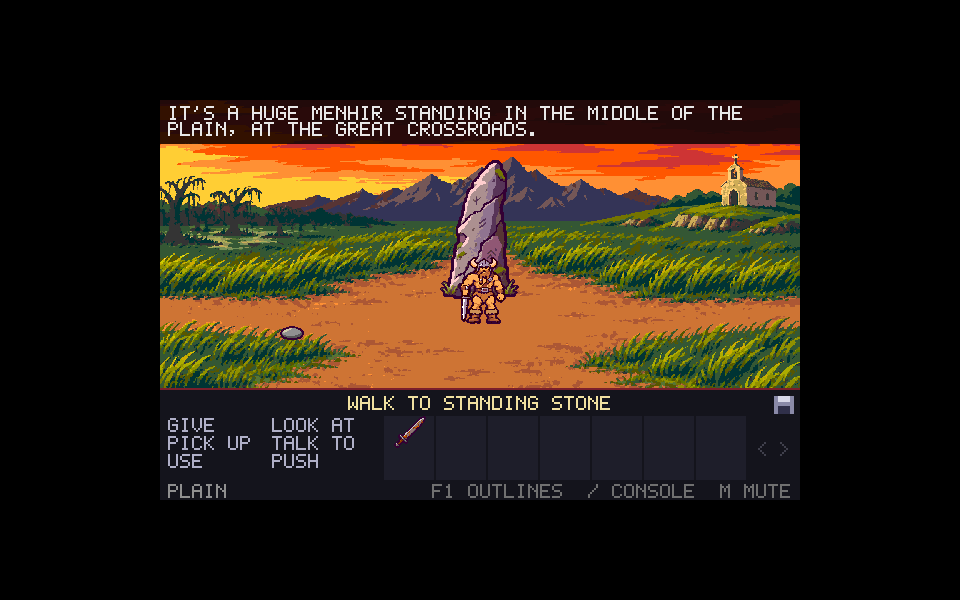 IT'S A HUGE MENHIR STANDING IN THE MIDDLE OF THE
PLAIN, AT THE GREAT CROSSROADS.
WALK TO STANDING STONE
GIVE LOOK AT
PICK UP TALK TO
USE PUSH
< >
PLAIN F1 OUTLINES / CONSOLE M MUTE